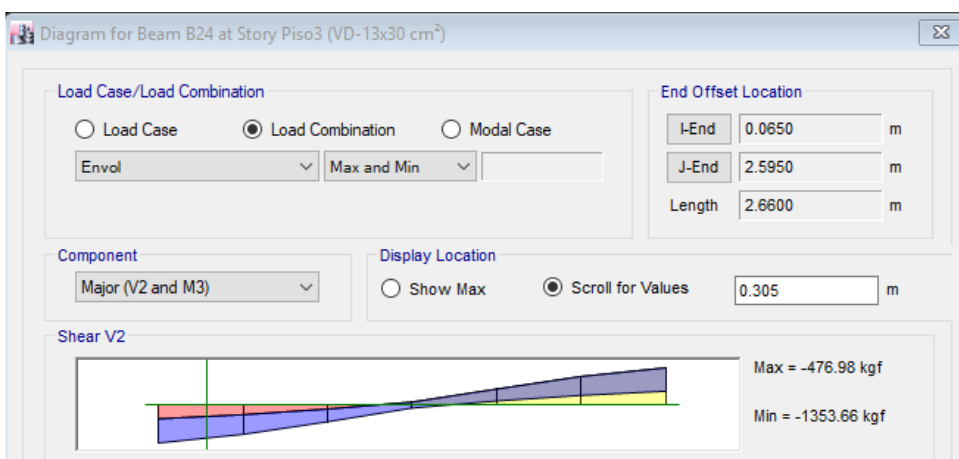 Diagram for Beam B24 at Story Piso3 (VD-13x30 cm²)
Load Case/Load Combination
Load Case Load Combination Modal Case
Envol Max and Min
End Offset Location
I-End 0.0650 m
J-End 2.5950 m
Length 2.6600 m
Component
Major (V2 and M3)
Display Location
Show Max Scroll for Values 0.305 m
Shear V2
Max = -476.98 kgf
Min = -1353.66 kgf